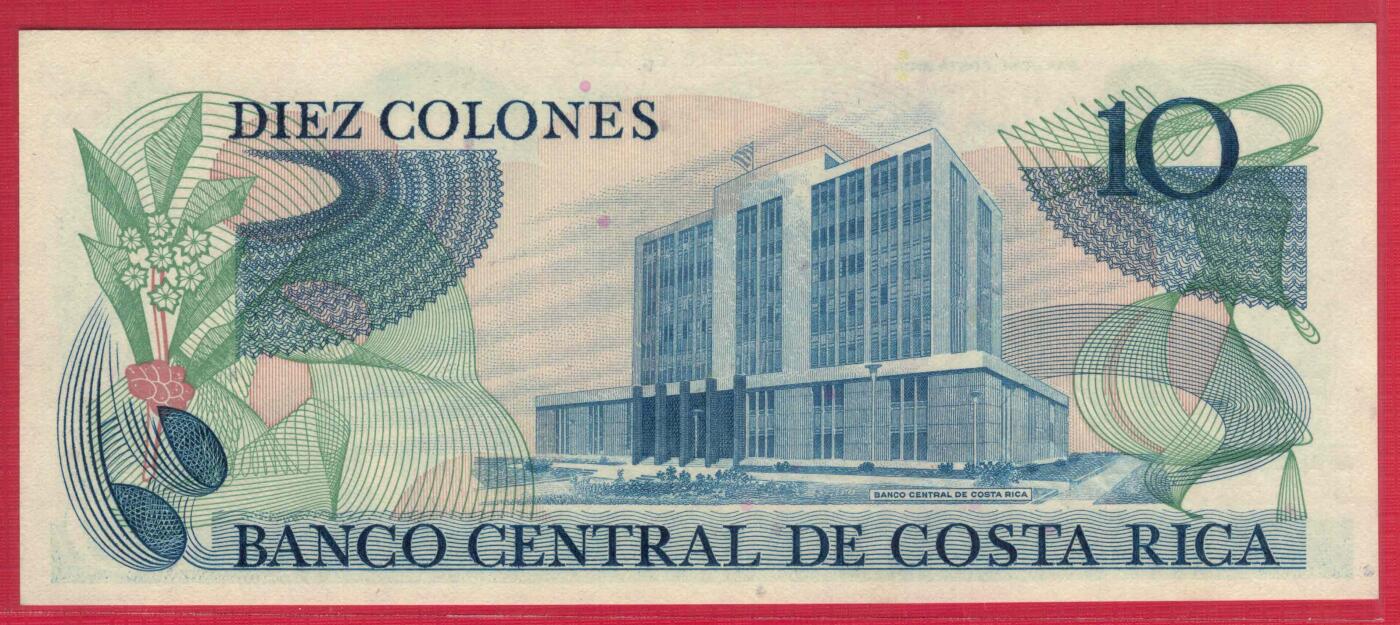 DIEZ COLONES
10
BANCO CENTRAL DE COSTA RICA
BANCO CENTRAL DE COSTA RICA